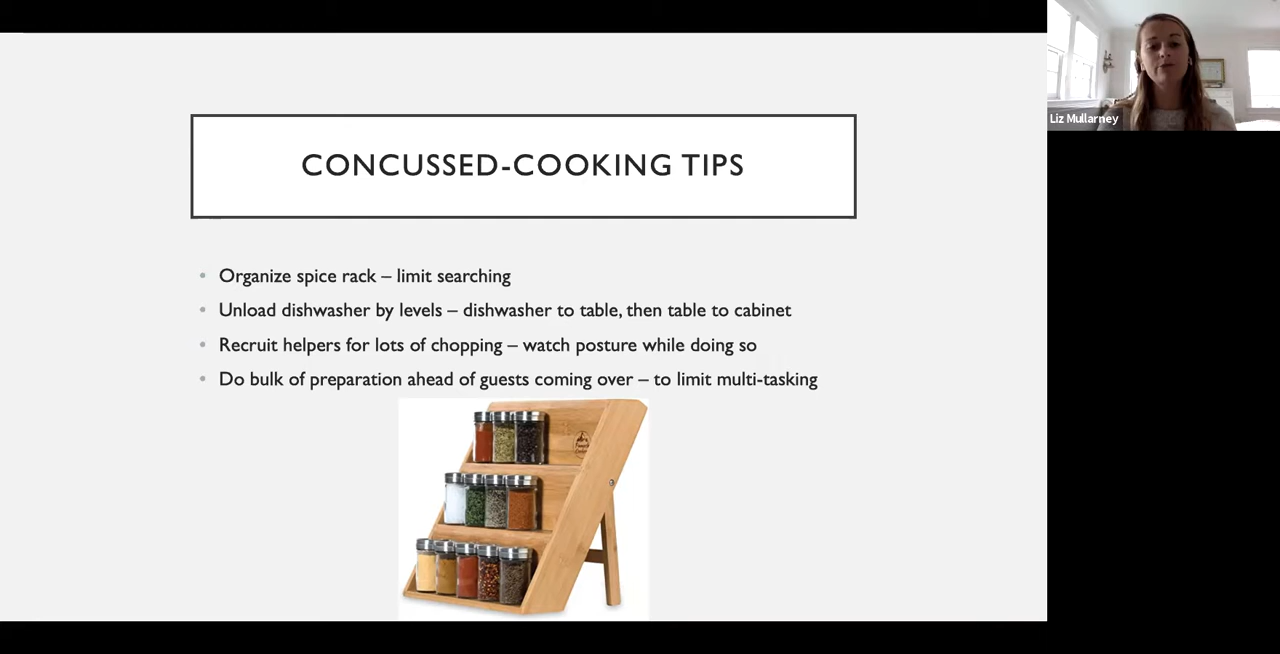 CONCUSSED-COOKING TIPS
Organize spice rack – limit searching
Unload dishwasher by levels – dishwasher to table, then table to cabinet
Recruit helpers for lots of chopping – watch posture while doing so
Do bulk of preparation ahead of guests coming over – to limit multi-tasking
Liz Mullarney